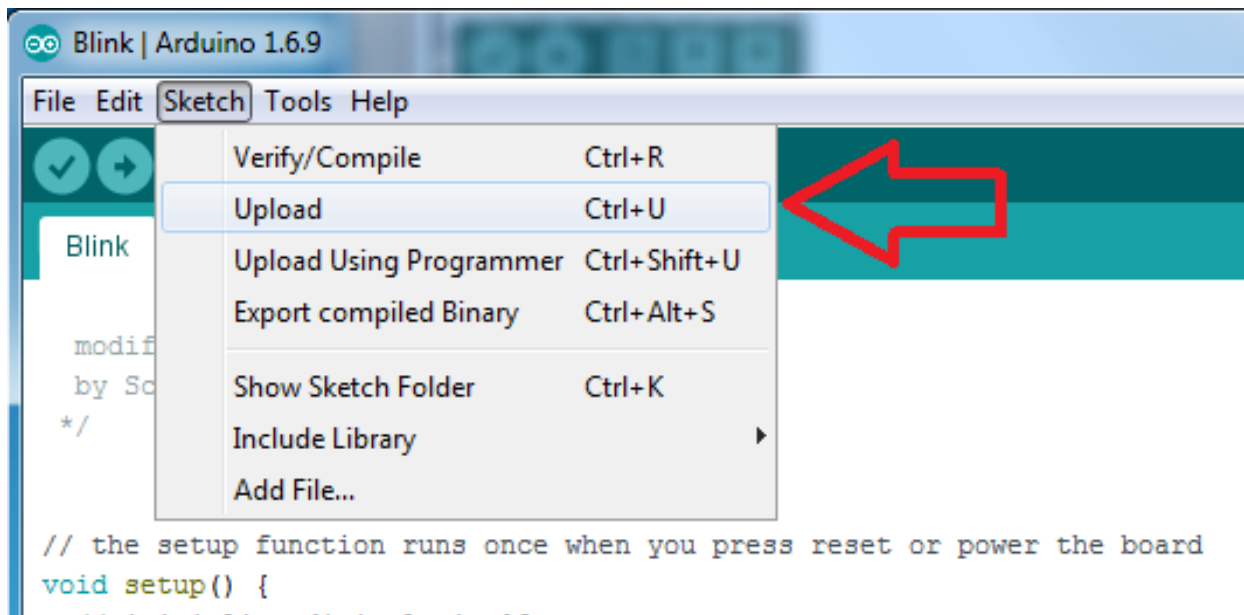 Blink | Arduino 1.6.9
File Edit Sketch Tools Help
Verify/Compile Ctrl+R
Upload Ctrl+U
Upload Using Programmer Ctrl+Shift+U
Export compiled Binary Ctrl+Alt+S
Show Sketch Folder Ctrl+K
Include Library
Add File...
Blink
modif
by Sc
*/
// the setup function runs once when you press reset or power the board
void setup() {